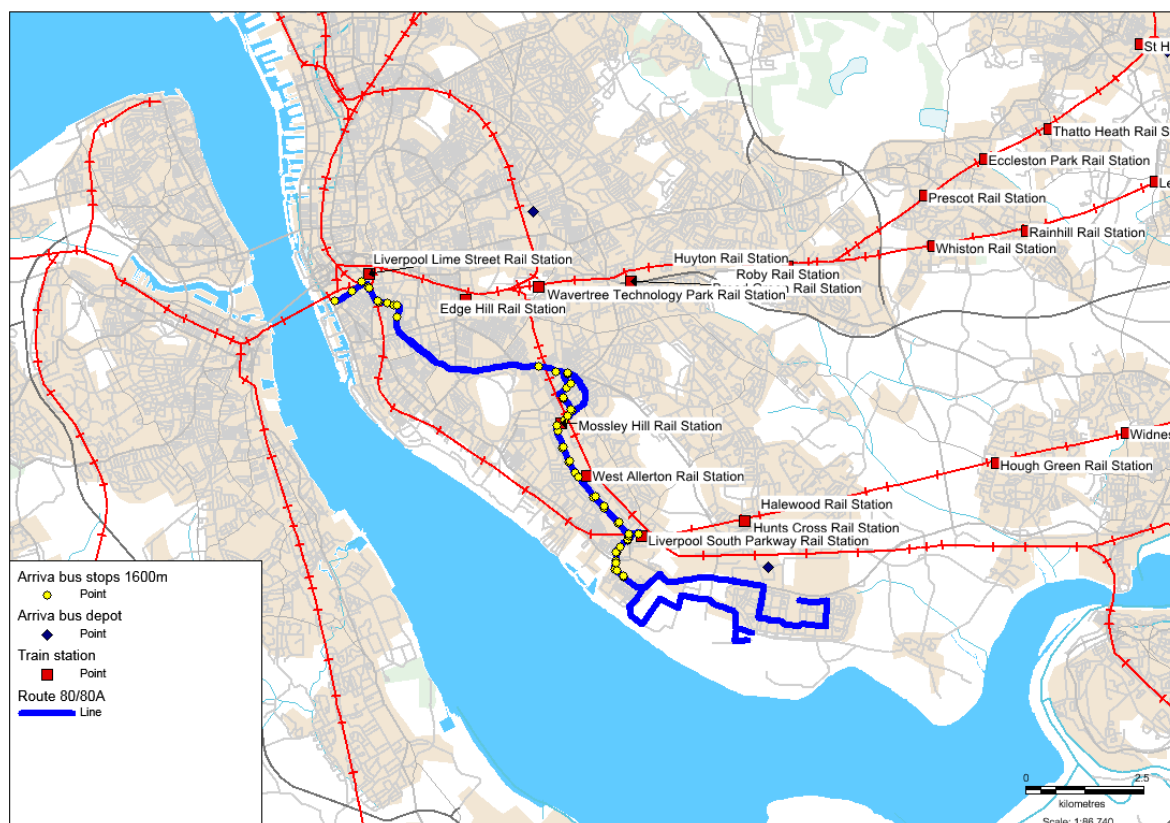 St H
Thatto Heath Rail S
Eccleston Park Rail Station
Le
Prescot Rail Station
Rainhill Rail Station
Whiston Rail Station
Liverpool Lime Street Rail Station
Huyton Rail Station
Roby Rail Station
Rail Station
Wavertree Technology Park Rail Station
Edge Hill Rail Station
Mossley Hill Rail Station
Widnes
Hough Green Rail Station
West Allerton Rail Station
Halewood Rail Station
Hunts Cross Rail Station
Liverpool South Parkway Rail Station
Arriva bus stops 1600m
Point
Arriva bus depot
Point
Train station
Point
Route 80/80A
Line
0 2.5
kilometres
Scale: 1:86,740